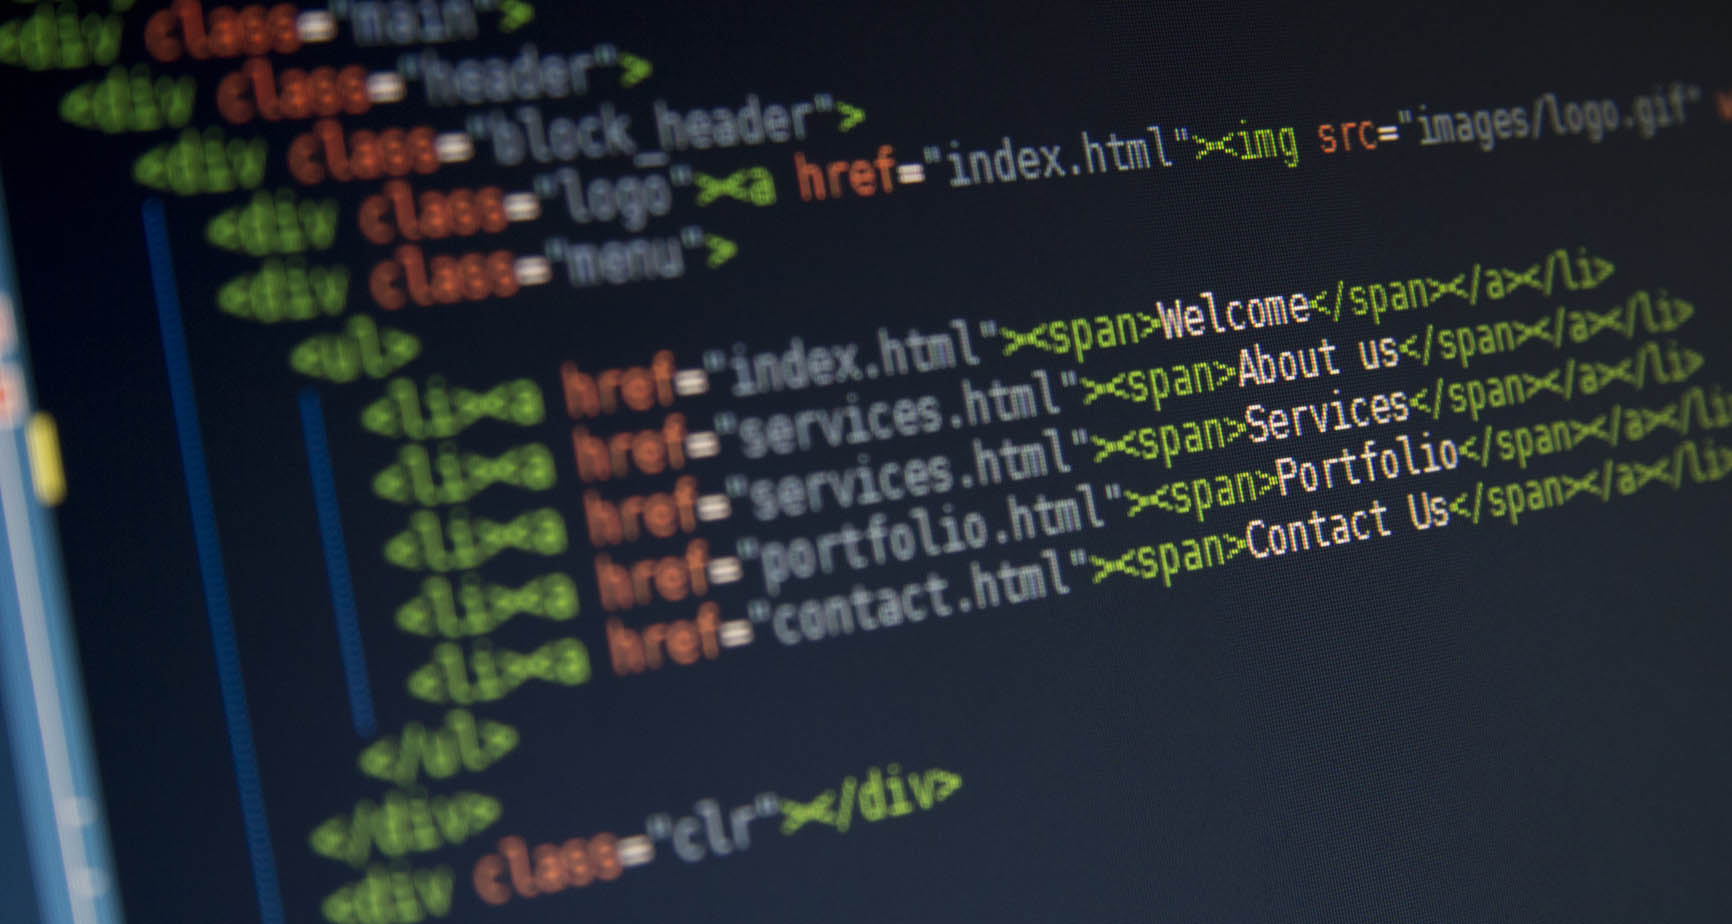 <div class="main">
<div class="header">
<div class="block_header">
<div class="logo"><a href="index.html"><img src="images/logo.gif"
<div class="menu">
<ul>
<li><a href="index.html"><span>Welcome</span></a></li>
<li><a href="services.html"><span>About us</span></a></li>
<li><a href="services.html"><span>Services</span></a></li>
<li><a href="portfolio.html"><span>Portfolio</span></a></li>
<li><a href="contact.html"><span>Contact Us</span></a></li>
</ul>
</div>
<div class="clr"></div>